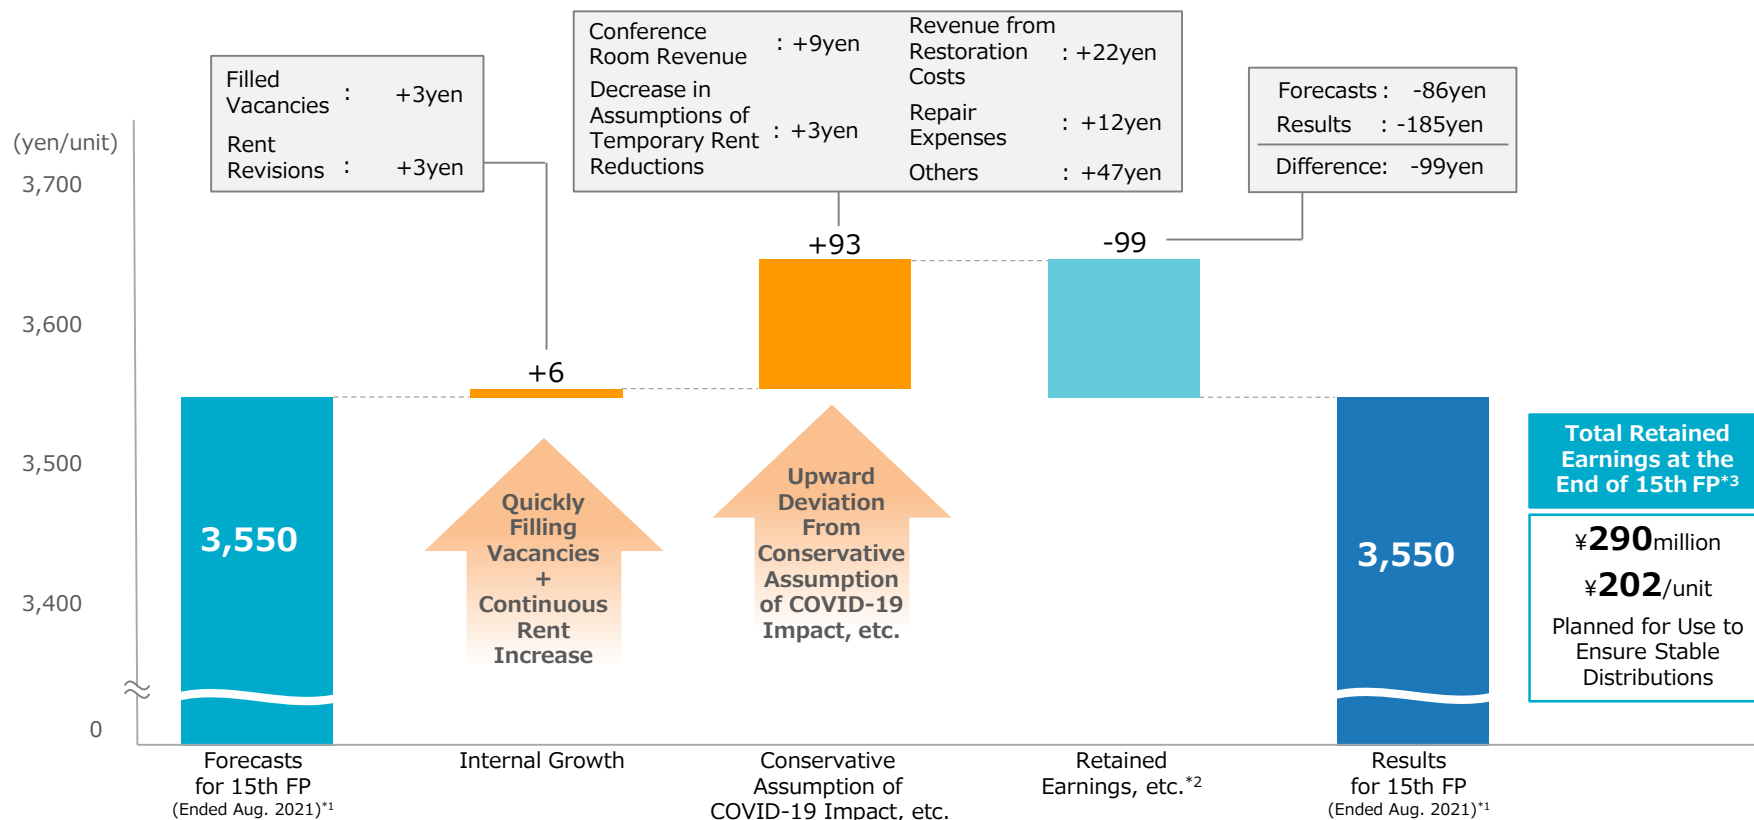 (yen/unit)
3,700
3,600
3,500
3,400
0
Filled
Vacancies : +3yen
Rent
Revisions : +3yen
Conference
Room Revenue : +9yen
Decrease in
Assumptions of
Temporary Rent : +3yen
Reductions
Revenue from
Restoration : +22yen
Costs
Repair
Expenses : +12yen
Others : +47yen
Forecasts : -86yen
Results : -185yen
Difference: -99yen
+6
+93
-99
3,550
Quickly
Filling
Vacancies
+
Continuous
Rent
Increase
Upward
Deviation
From
Conservative
Assumption
of COVID-19
Impact, etc.
3,550
Total Retained
Earnings at the
End of 15th FP*3
¥290million
¥202/unit
Planned for Use to
Ensure Stable
Distributions
Forecasts
for 15th FP
(Ended Aug. 2021)*1
Internal Growth
Conservative
Assumption of
COVID-19 Impact, etc.
Retained
Earnings, etc.*2
Results
for 15th FP
(Ended Aug. 2021)*1